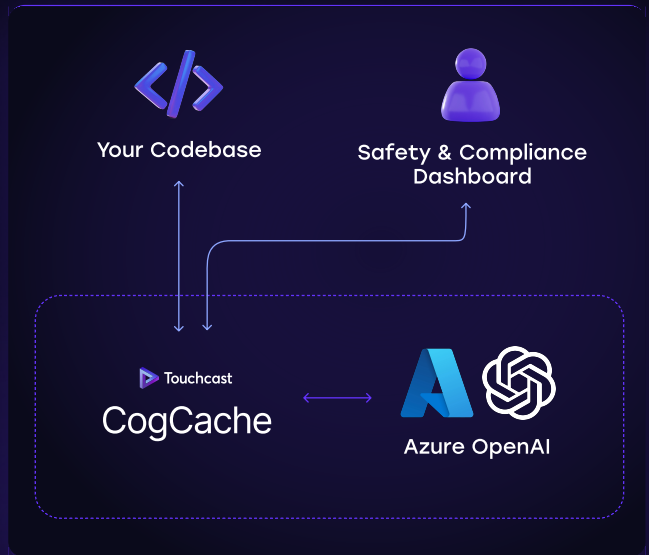 Your Codebase
Safety & Compliance
Dashboard
Touchcast
CogCache
Azure OpenAI